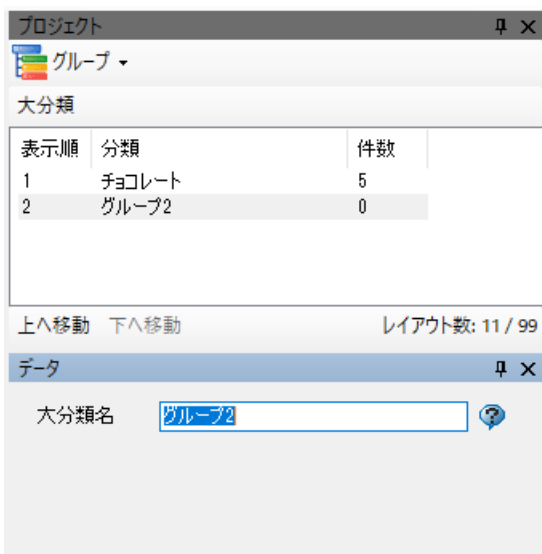 プロジェクト
グループ
大分類
表示順 分類 件数
1 チョコレート 5
2 グループ2 0
上へ移動 下へ移動 レイアウト数: 11 / 99
データ
大分類名 グループ2